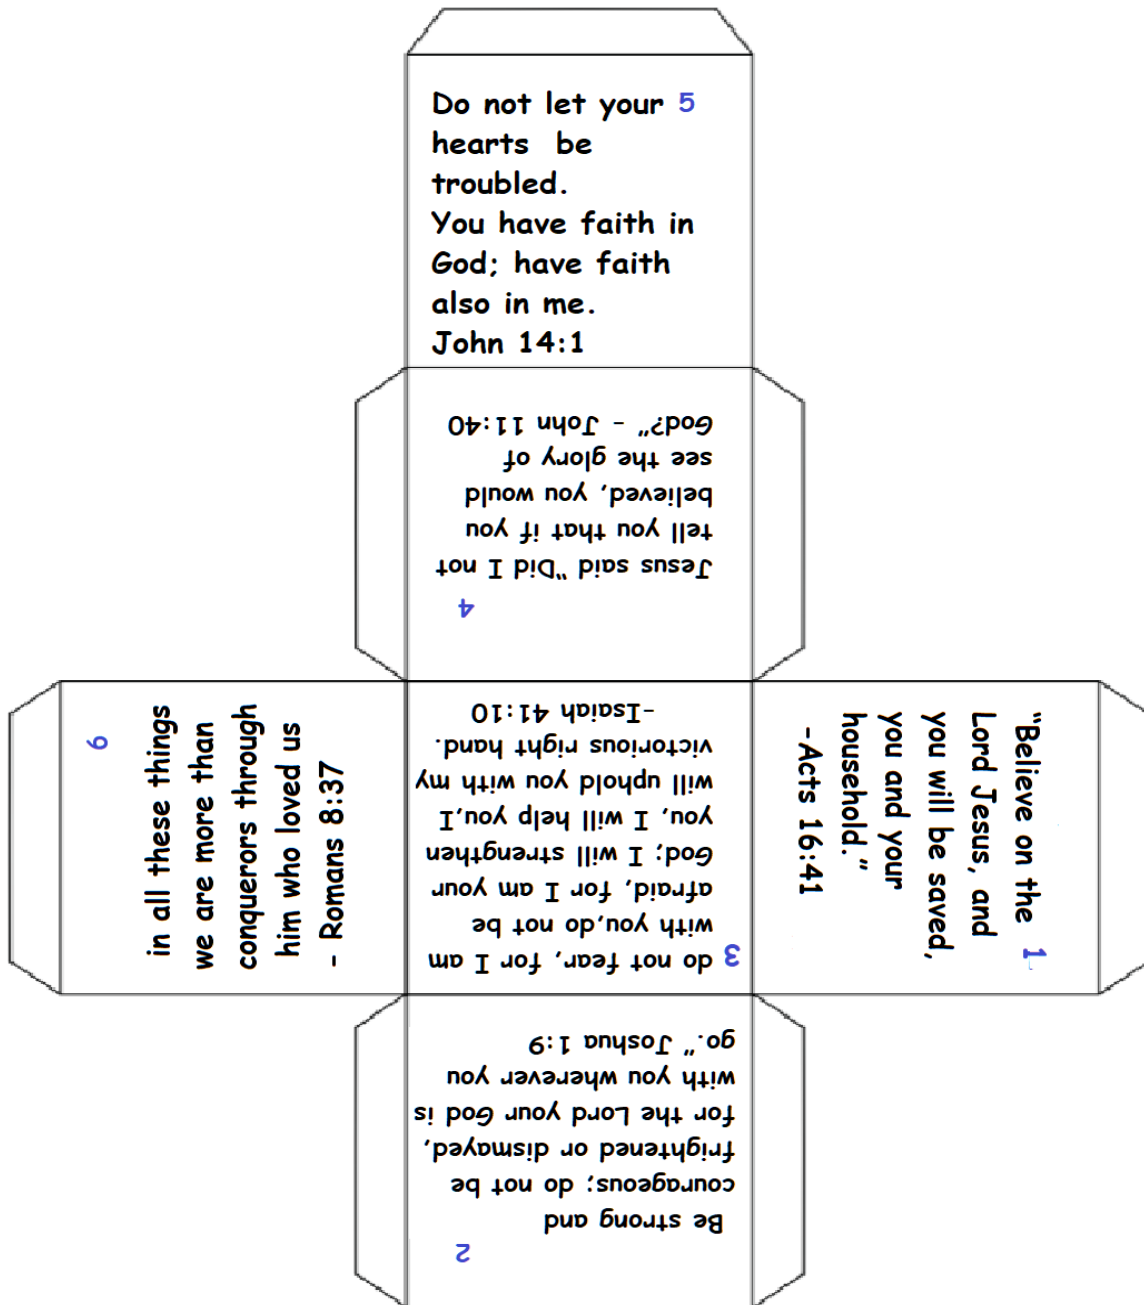 Do not let your 5
hearts be
troubled.
You have faith in
God; have faith
also in me.
John 14:1
4
Jesus said "Did I not
tell you that if you
believed, you would
see the glory of
God?" - John 11:40
6
in all these things
we are more than
conquerors through
him who loved us
- Romans 8:37
3 do not fear, for I am
with you,do not be
afraid, for I am your
God; I will strengthen
you, I will help you,I
will uphold you with my
victorious right hand.
-Isaiah 41:10
"Believe on the 1
Lord Jesus, and
you will be saved,
you and your
household."
-Acts 16:41
2
Be strong and
courageous; do not be
frightened or dismayed,
for the Lord your God is
with you wherever you
go." Joshua 1:9